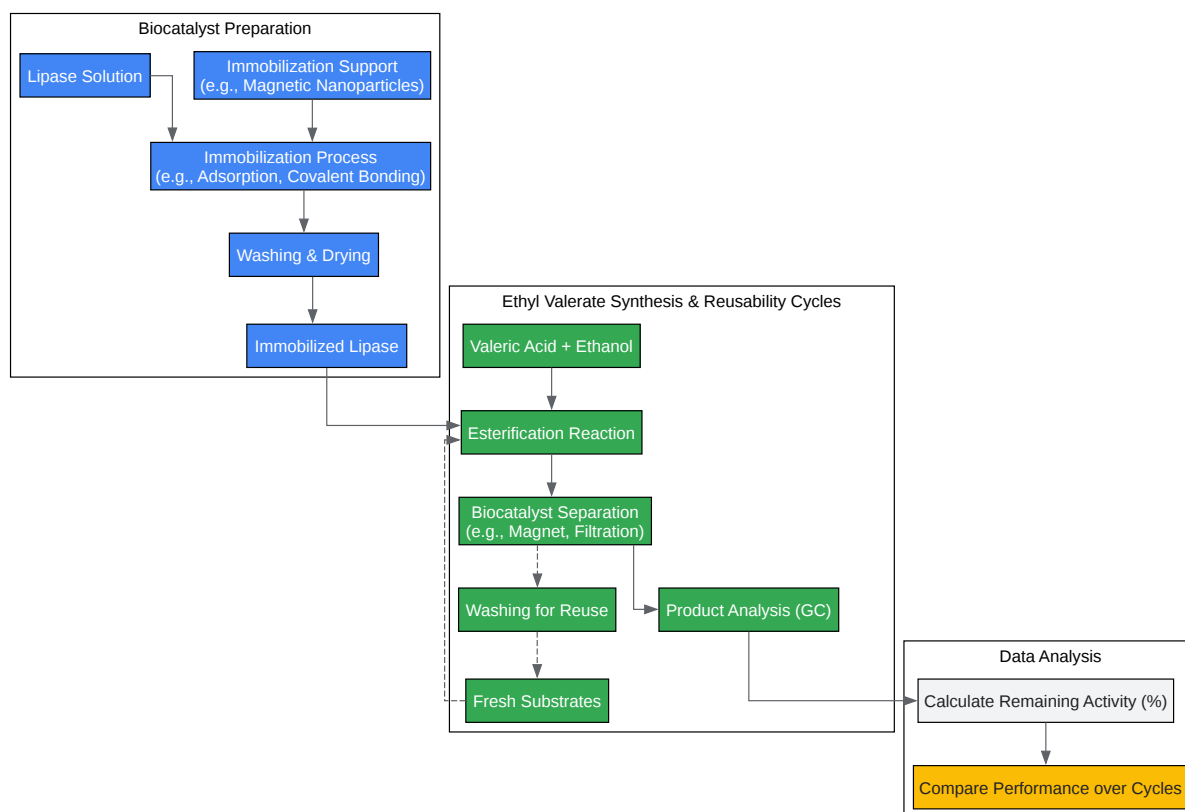 Biocatalyst Preparation
Lipase Solution
Immobilization Support
(e.g., Magnetic Nanoparticles)
Immobilization Process
(e.g., Adsorption, Covalent Bonding)
Washing & Drying
Immobilized Lipase
Ethyl Valerate Synthesis & Reusability Cycles
Valeric Acid + Ethanol
Esterification Reaction
Biocatalyst Separation
(e.g., Magnet, Filtration)
Washing for Reuse
Product Analysis (GC)
Fresh Substrates
Data Analysis
Calculate Remaining Activity (%)
Compare Performance over Cycles